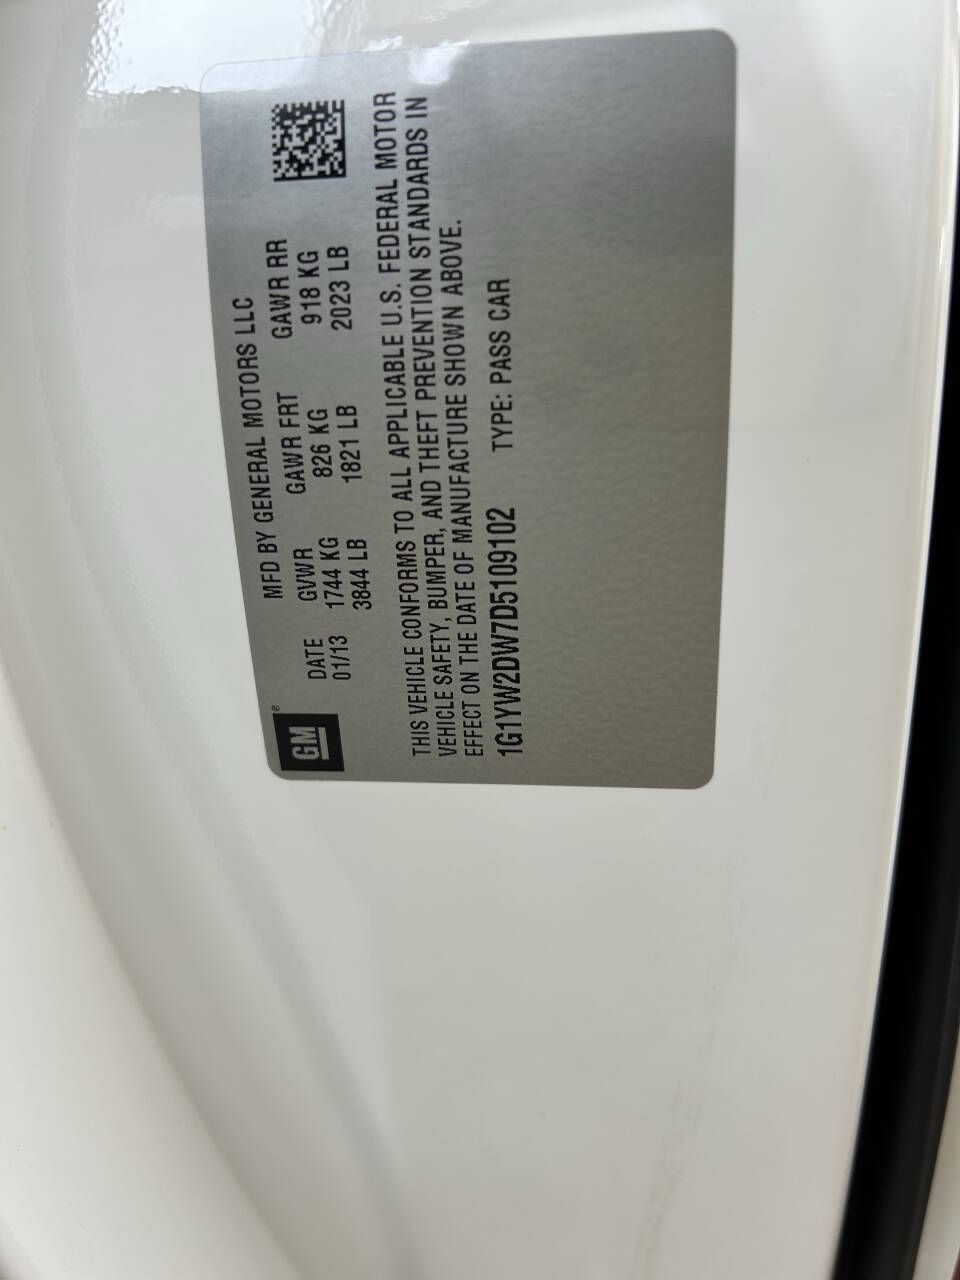 GM®
MFD BY GENERAL MOTORS LLC
DATE GVWR GAWR FRT GAWR RR
01/13 1744 KG 826 KG 918 KG
3844 LB 1821 LB 2023 LB
THIS VEHICLE CONFORMS TO ALL APPLICABLE U.S. FEDERAL MOTOR
VEHICLE SAFETY, BUMPER, AND THEFT PREVENTION STANDARDS IN
EFFECT ON THE DATE OF MANUFACTURE SHOWN ABOVE.
1G1YW2DW7D5109102 TYPE: PASS CAR